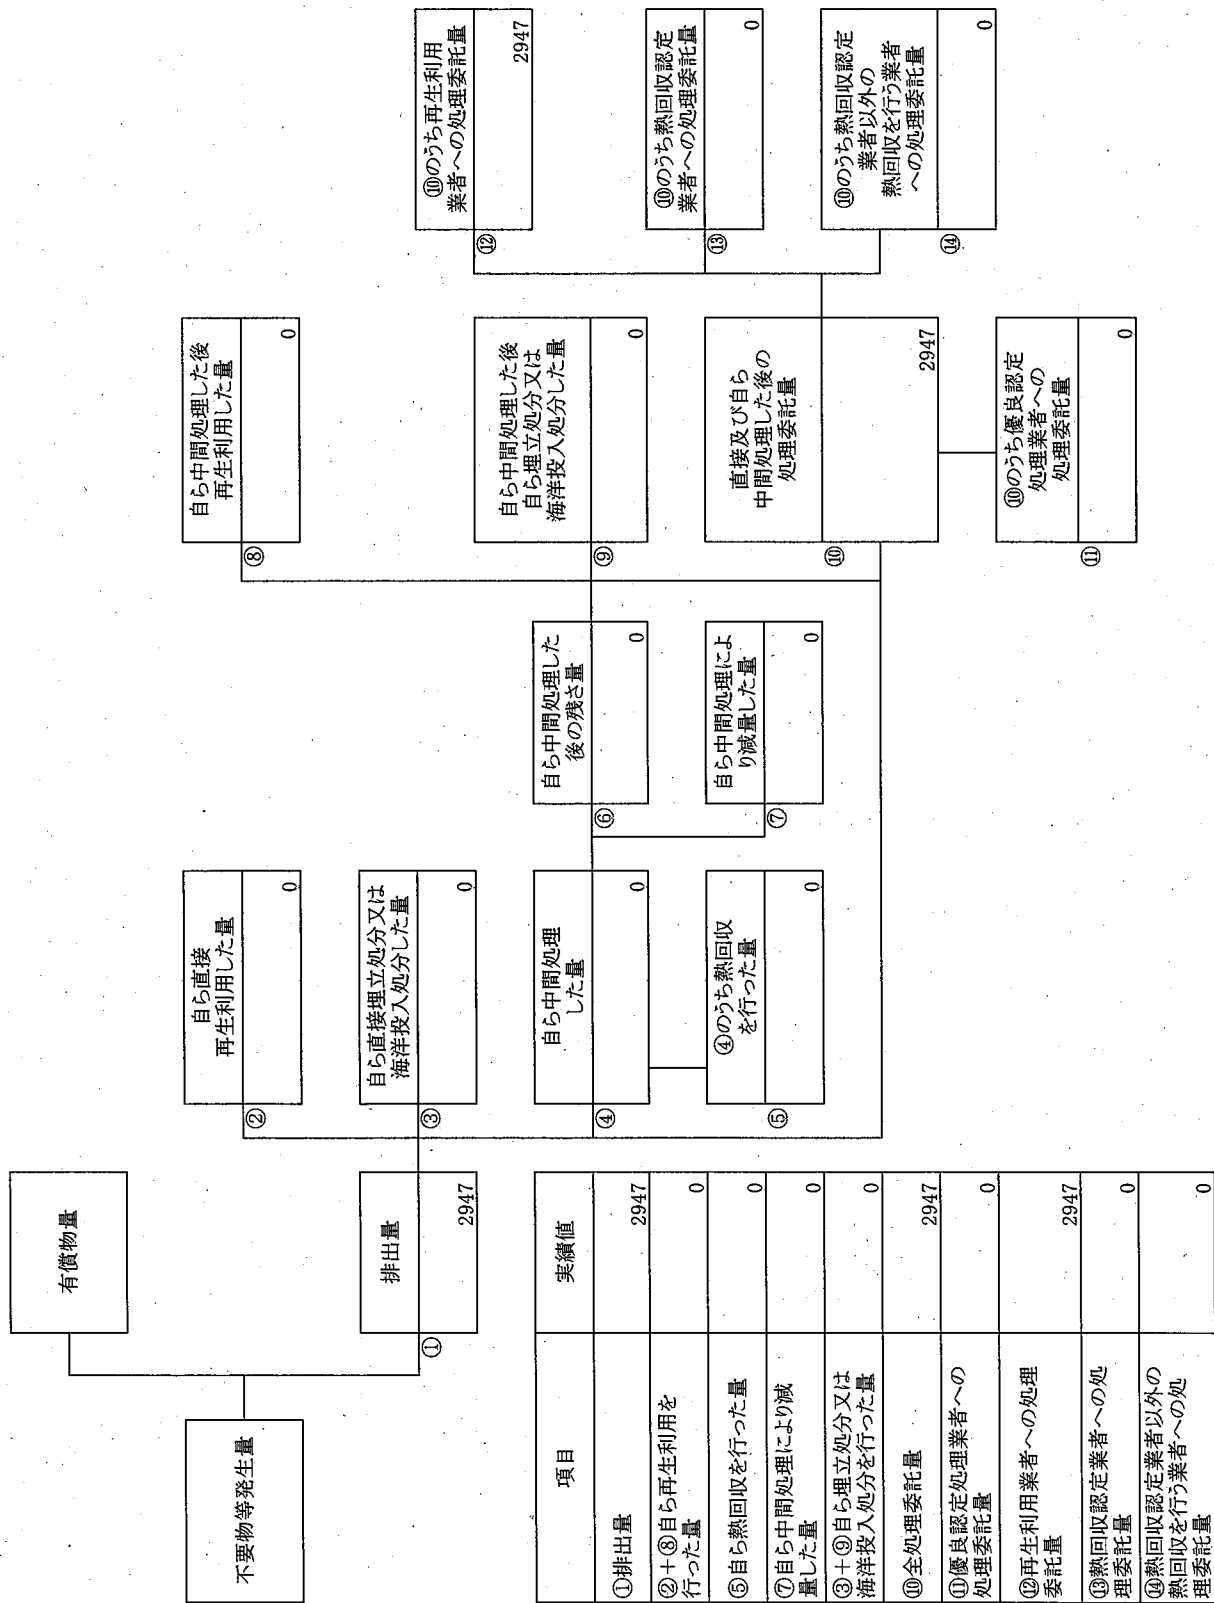 不要物等発生量
有償物量
①
排出量
2947
②
自ら直接
再生利用した量
0
③
自ら直接埋立処分又は
海洋投入処分した量
0
④
自ら中間処理
した量
0
⑤
④のうち熱回収
を行った量
0
⑥
自ら中間処理した
後の残さ量
0
⑦
自ら中間処理によ
り減量した量
0
⑧
自ら中間処理した後
再生利用した量
0
⑨
自ら中間処理した後
自ら埋立処分又は
海洋投入処分した量
0
⑩
直接及び自ら
中間処理した後の
処理委託量
2947
⑪
⑩のうち優良認定
処理業者への
処理委託量
0
⑫
⑩のうち再生利用
業者への処理委託量
2947
⑬
⑩のうち熱回収認定
業者への処理委託量
0
⑭
⑩のうち熱回収認定
業者以外の
熱回収を行う業者
への処理委託量
0
項目 実績値
①排出量 2947
②+⑧自ら再生利用を
行った量 0
⑤自ら熱回収を行った量 0
⑦自ら中間処理により減
量した量 0
③+⑨自ら埋立処分又は
海洋投入処分を行った量 0
⑩全処理委託量 2947
⑪優良認定処理業者への
処理委託量 0
⑫再生利用業者への処理
委託量 2947
⑬熱回収認定業者への処
理委託量 0
⑭熱回収認定業者以外の
熱回収を行う業者への処
理委託量 0